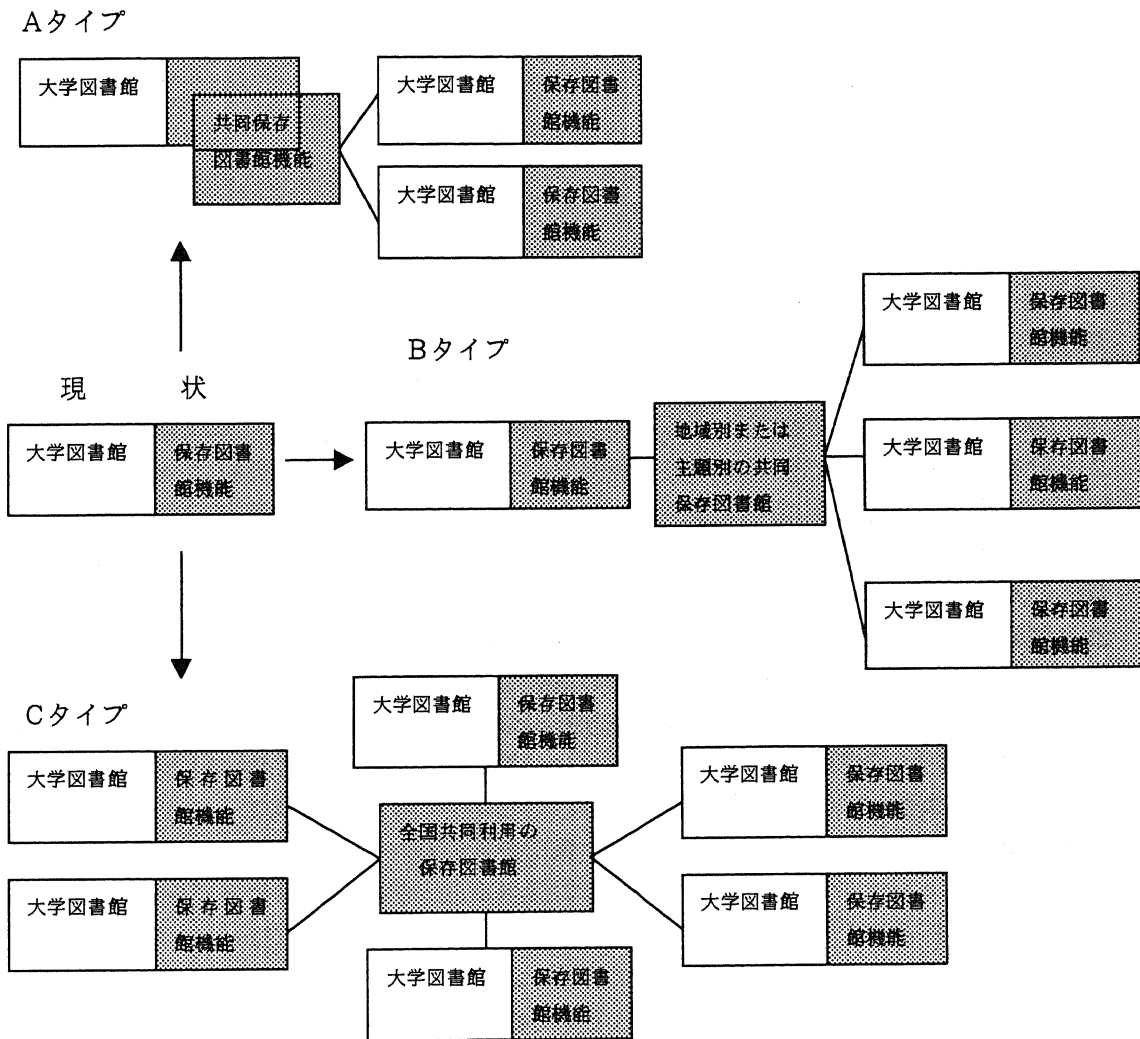 Aタイプ
大学図書館
共同保存
図書館機能
大学図書館
保存図書
館機能
大学図書館
保存図書
館機能
現状
大学図書館
保存図書
館機能
Bタイプ
大学図書館
保存図書
館機能
地域別または
主題別の共同
保存図書館
大学図書館
保存図書
館機能
大学図書館
保存図書
館機能
大学図書館
保存図書
館機能
Cタイプ
大学図書館
保存図書
館機能
大学図書館
保存図書
館機能
大学図書館
保存図書
館機能
全国共同利用の
保存図書館
大学図書館
保存図書
館機能
大学図書館
保存図書
館機能
大学図書館
保存図書
館機能